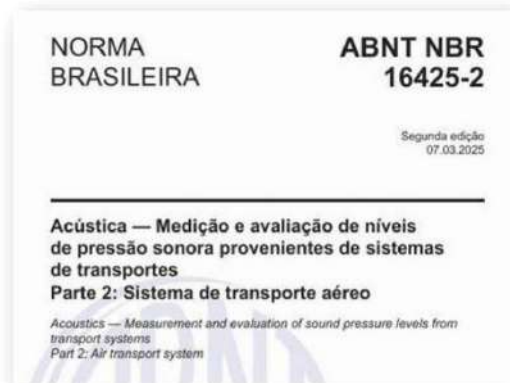 NORMA
BRASILEIRA
ABNT NBR
16425-2
Segunda edição
07.03.2025
Acústica — Medição e avaliação de níveis
de pressão sonora provenientes de sistemas
de transportes
Parte 2: Sistema de transporte aéreo
Acoustics — Measurement and evaluation of sound pressure levels from
transport systems
Part 2: Air transport system
ABNT